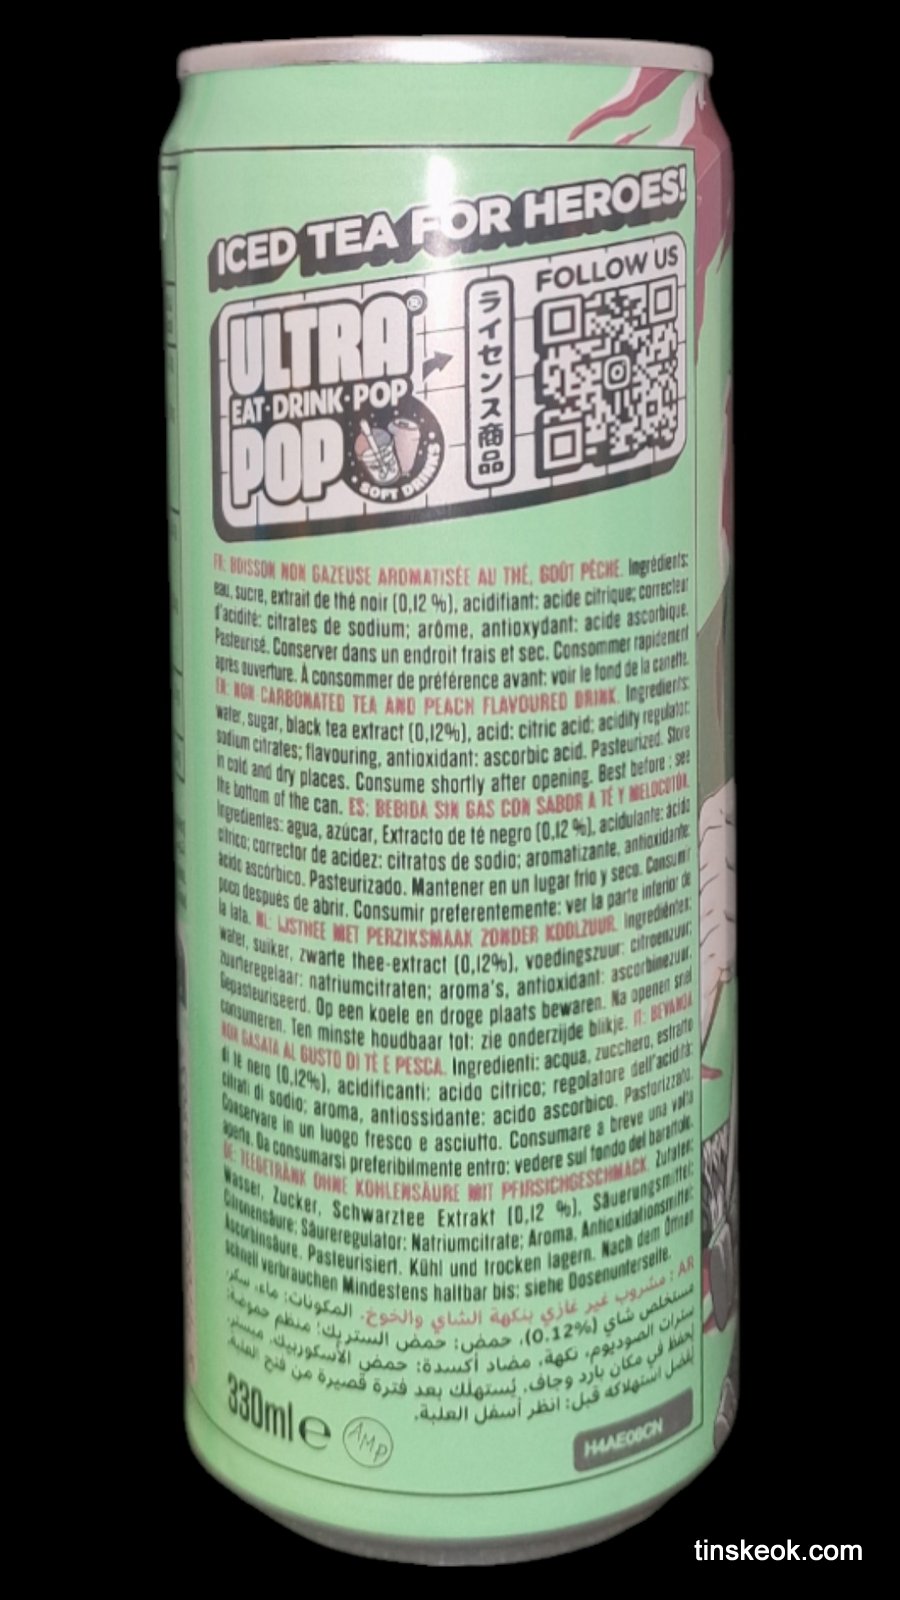 ICED TEA FOR HEROES!
ULTRA®
EAT·DRINK·POP
POP
SOFT DRINKS
ライセンス商品
FOLLOW US
FR: BOISSON NON GAZEUSE AROMATISÉE AU THÉ, GOÛT PÊCHE. Ingrédients:
eau, sucre, extrait de thé noir (0,12 %), acidifiant: acide citrique; correcteur
d'acidité: citrates de sodium; arôme, antioxydant: acide ascorbique.
Pasteurisé. Conserver dans un endroit frais et sec. Consommer rapidement
après ouverture. À consommer de préférence avant: voir le fond de la canette.
EN: NON-CARBONATED TEA AND PEACH FLAVOURED DRINK. Ingredients:
water, sugar, black tea extract (0,12%), acid: citric acid; acidity regulator:
sodium citrates; flavouring, antioxidant: ascorbic acid. Pasteurized. Store
in cold and dry places. Consume shortly after opening. Best before : see
the bottom of the can. ES: BEBIDA SIN GAS CON SABOR A TÉ Y MELOCOTÓN.
Ingredientes: agua, azúcar, Extracto de té negro (0,12 %), acidulante: ácido
cítrico; corrector de acidez: citratos de sodio; aromatizante, antioxidante:
ácido ascórbico. Pasteurizado. Mantener en un lugar frío y seco. Consumir
poco después de abrir. Consumir preferentemente: ver la parte inferior de
la lata. NL: IJSTHEE MET PERZIKSMAAK ZONDER KOOLZUUR. Ingrediënten:
water, suiker, zwarte thee-extract (0,12%), voedingszuur: citroenzuur;
zuurteregelaar: natriumcitraten; aroma's, antioxidant: ascorbinezuur.
Gepasteuriseerd. Op een koele en droge plaats bewaren. Na openen snel
consumeren. Ten minste houdbaar tot: zie onderzijde blikje. IT: BEVANDA
NON GASATA AL GUSTO DI TÈ E PESCA. Ingredienti: acqua, zucchero, estratto
di tè nero (0,12%), acidificanti: acido citrico; regolatore dell'acidità:
citrati di sodio; aroma, antiossidante: acido ascorbico. Pastorizzato.
Conservare in un luogo fresco e asciutto. Consumare a breve una volta
aperto. Da consumarsi preferibilmente entro: vedere sul fondo del barattolo.
DE: TEEGETRÄNK OHNE KOHLENSÄURE MIT PFIRSICHGESCHMACK. Zutaten:
Wasser, Zucker, Schwarztee Extrakt (0,12 %), Säuerungsmittel:
Citronensäure; Säureregulator: Natriumcitrate; Aroma, Antioxidationsmittel:
Ascorbinsäure. Pasteurisiert. Kühl und trocken lagern. Nach dem Öffnen
schnell verbrauchen Mindestens haltbar bis: siehe Dosenunterseite.
AR : مشروب غير غازي بنكهة الشاي والخوخ. المكونات: ماء، سكر،
مستخلص شاي (0.12%)، حمض: حمض الستريك؛ منظم حموضة:
سترات الصوديوم، نكهة، مضاد أكسدة: حمض الأسكوربيك. مبستر.
يُحفظ في مكان بارد وجاف. يُستهلك بعد فترة قصيرة من فتح العلبة.
يُفضل استهلاكه قبل: انظر أسفل العلبة.
330ml ℮
AMP
H4AE08CN
tinskeok.com